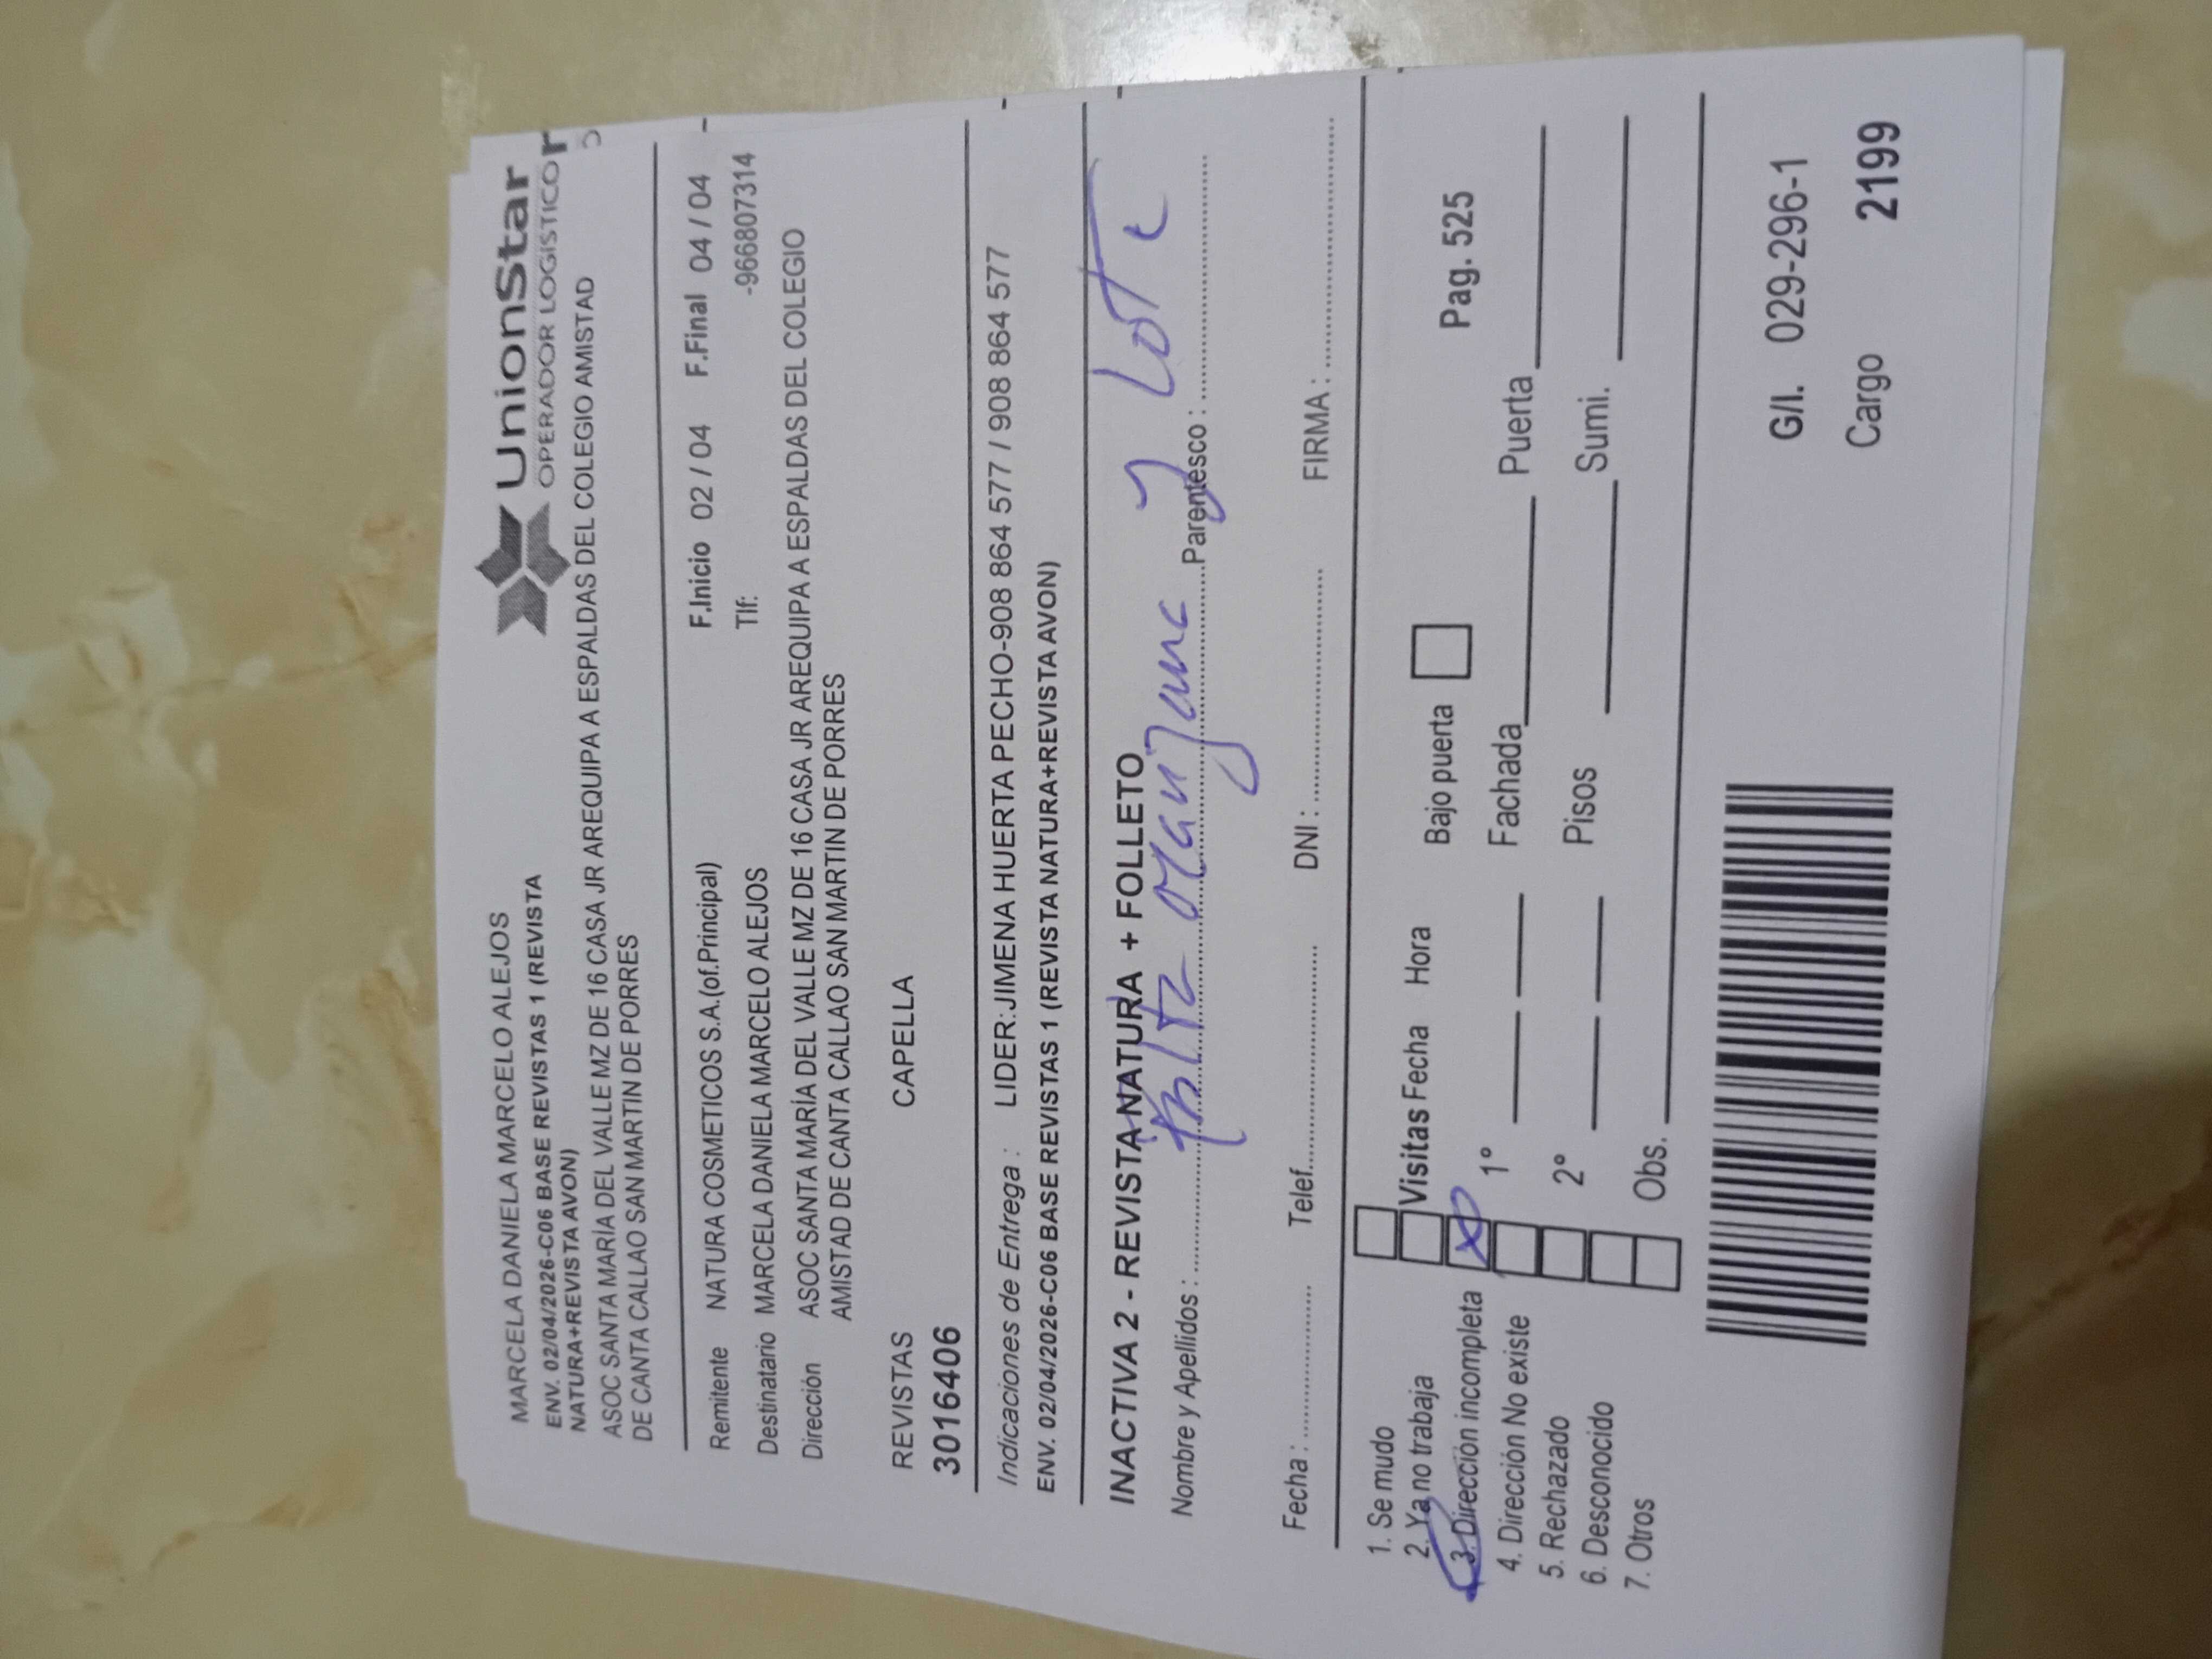 UnionStar
OPERADOR LOGISTICO
MARCELA DANIELA MARCELO ALEJOS
ENV. 02/04/2026-C06 BASE REVISTAS 1 (REVISTA
NATURA+REVISTA AVON)
ASOC SANTA MARÍA DEL VALLE MZ DE 16 CASA JR AREQUIPA A ESPALDAS DEL COLEGIO AMISTAD
DE CANTA CALLAO SAN MARTIN DE PORRES
F.Inicio 02 / 04 F.Final 04 / 04
Remitente NATURA COSMETICOS S.A.(of.Principal)
Tlf: -966807314
Destinatario MARCELA DANIELA MARCELO ALEJOS
Dirección ASOC SANTA MARÍA DEL VALLE MZ DE 16 CASA JR AREQUIPA A ESPALDAS DEL COLEGIO
AMISTAD DE CANTA CALLAO SAN MARTIN DE PORRES
REVISTAS CAPELLA
3016406
Indicaciones de Entrega : LIDER:JIMENA HUERTA PECHO-908 864 577 / 908 864 577
ENV. 02/04/2026-C06 BASE REVISTAS 1 (REVISTA NATURA+REVISTA AVON)
INACTIVA 2 - REVISTA NATURA + FOLLETO
falta Manzana y Lote
Nombre y Apellidos : Parentesco :
Fecha : Telef. DNI : FIRMA :
1. Se mudo
2. Ya no trabaja Visitas Fecha Hora Bajo puerta Pag. 525
3. Dirección incompleta X
4. Dirección No existe 1° Fachada Puerta
5. Rechazado 2° Pisos Sumi.
6. Desconocido
7. Otros Obs.
G/I. 029-296-1
Cargo 2199